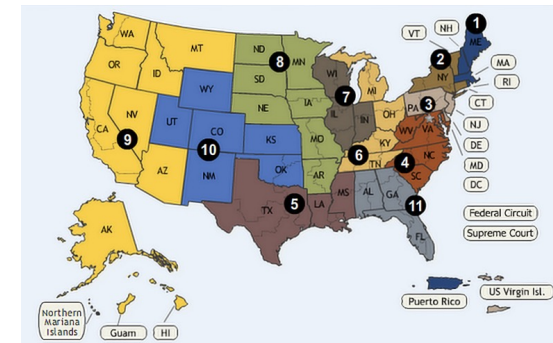 1
NH
VT
ME
WA
2
MT
ND
MN
8
MA
OR
ID
WI
NY
RI
SD
MI
WY
7
CT
IA
PA
3
NV
NE
OH
NJ
IL
IN
UT
CO
WV
VA
DE
CA
9
10
KS
MO
KY
MD
6
4
NC
TN
OK
AZ
NM
AR
SC
DC
5
MS
AL
GA
11
TX
LA
Federal Circuit
AK
FL
Supreme Court
US Virgin Isl.
Puerto Rico
Northern
Mariana
Islands
Guam
HI